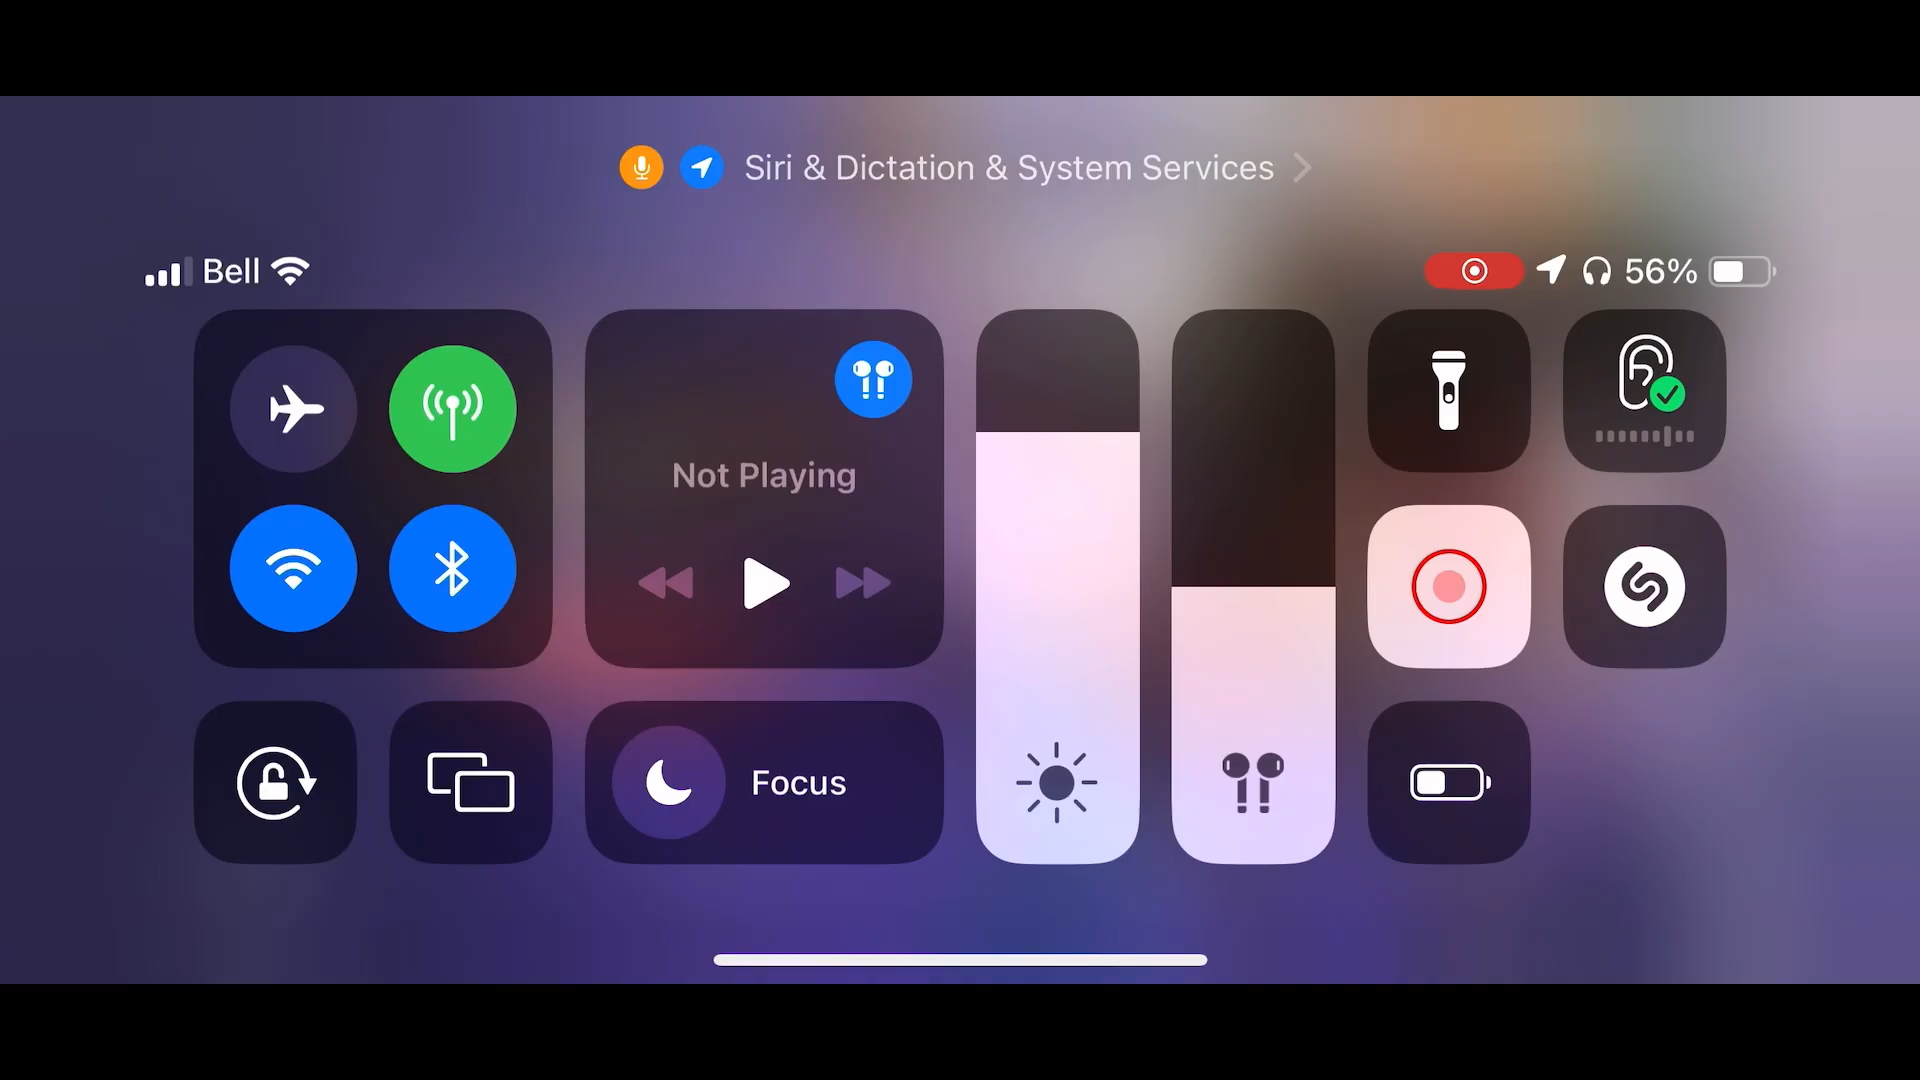 Siri & Dictation & System Services
Bell
56%
Not Playing
Focus